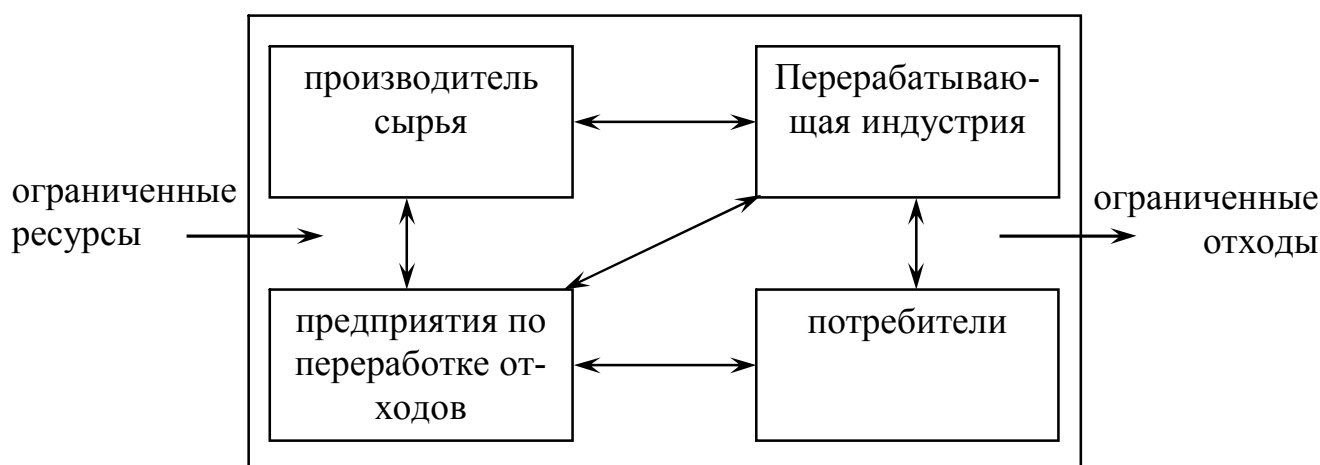 производитель
сырья
Перерабатываю-
щая индустрия
ограниченные
ресурсы
ограниченные
отходы
предприятия по
переработке от-
ходов
потребители